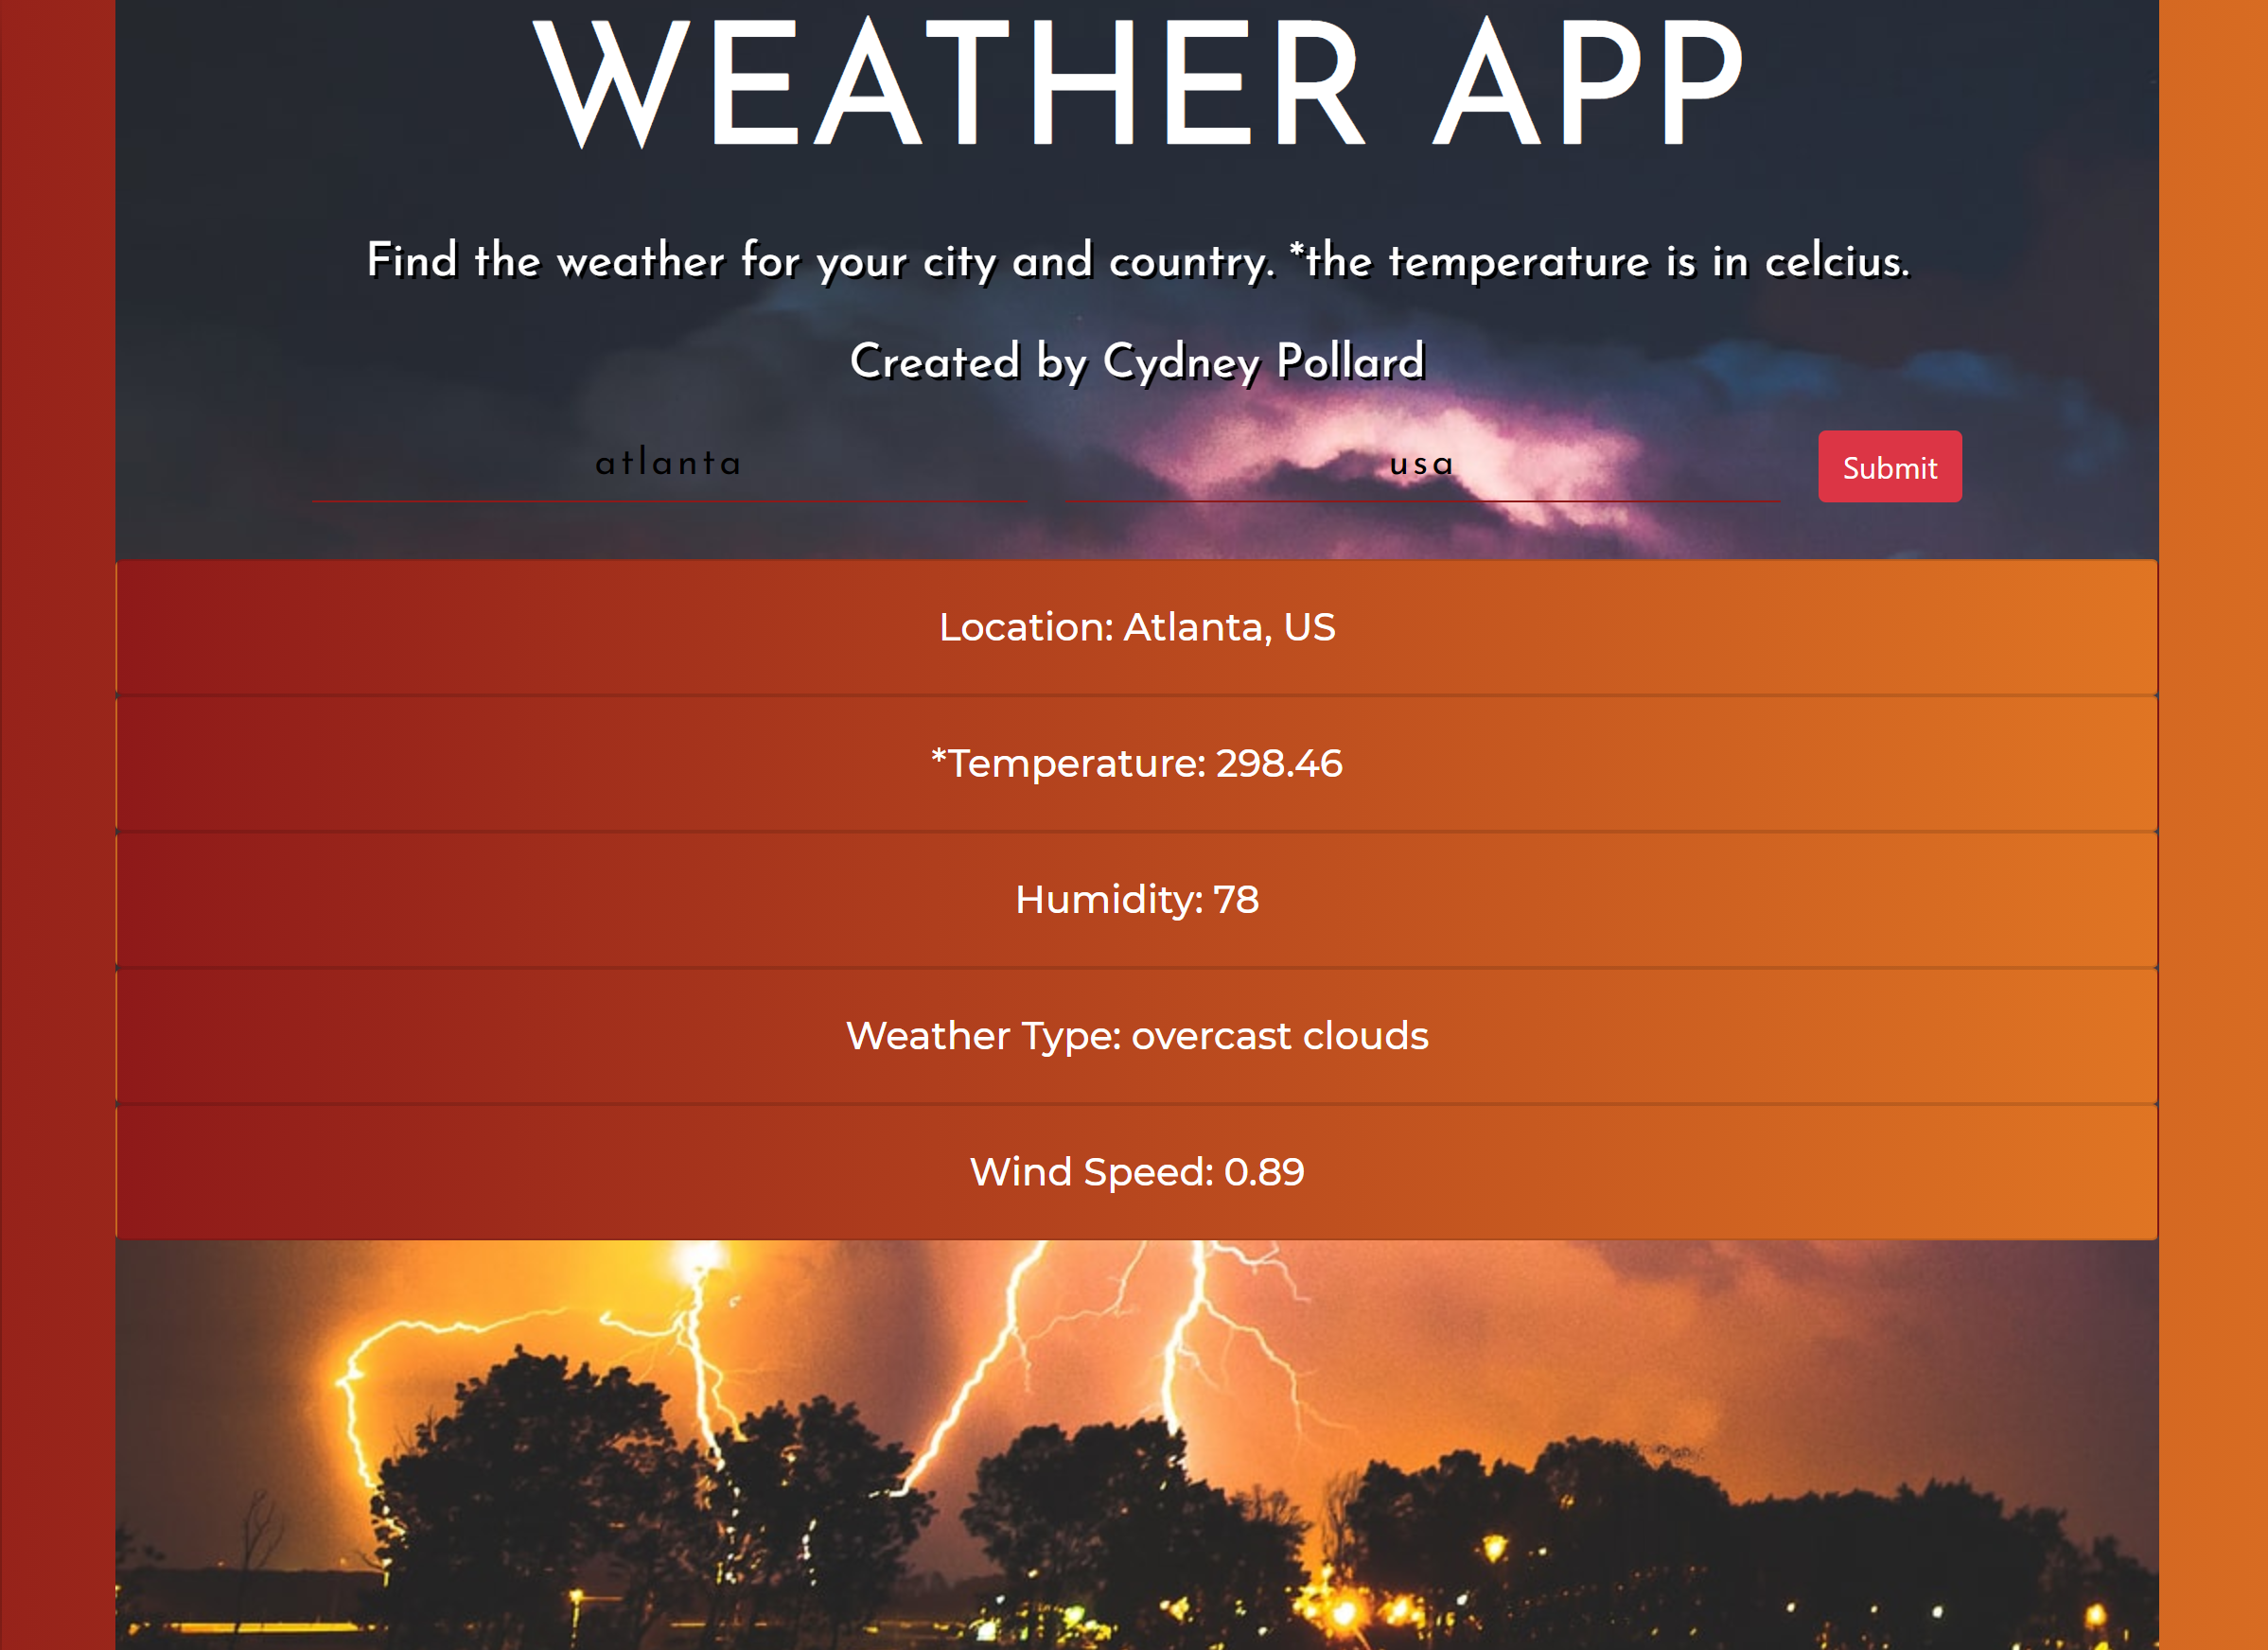 WEATHER APP
Find the weather for your city and country. *the temperature is in celcius.
Created by Cydney Pollard
atlanta usa Submit
Location: Atlanta, US
*Temperature: 298.46
Humidity: 78
Weather Type: overcast clouds
Wind Speed: 0.89